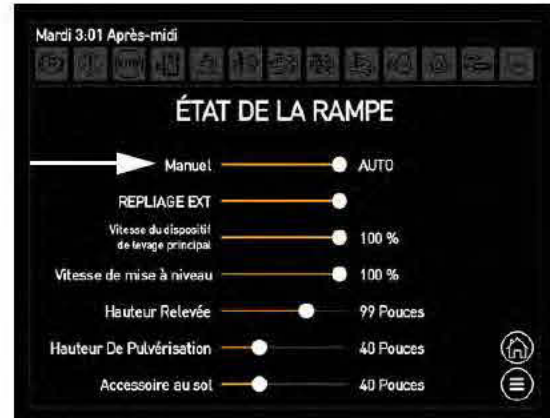 Mardi 3:01 Après-midi
ÉTAT DE LA RAMPE
Manuel AUTO
REPLIAGE EXT
Vitesse du dispositif
de levage principal 100 %
Vitesse de mise à niveau 100 %
Hauteur Relevée 99 Pouces
Hauteur De Pulvérisation 40 Pouces
Accessoire au sol 40 Pouces